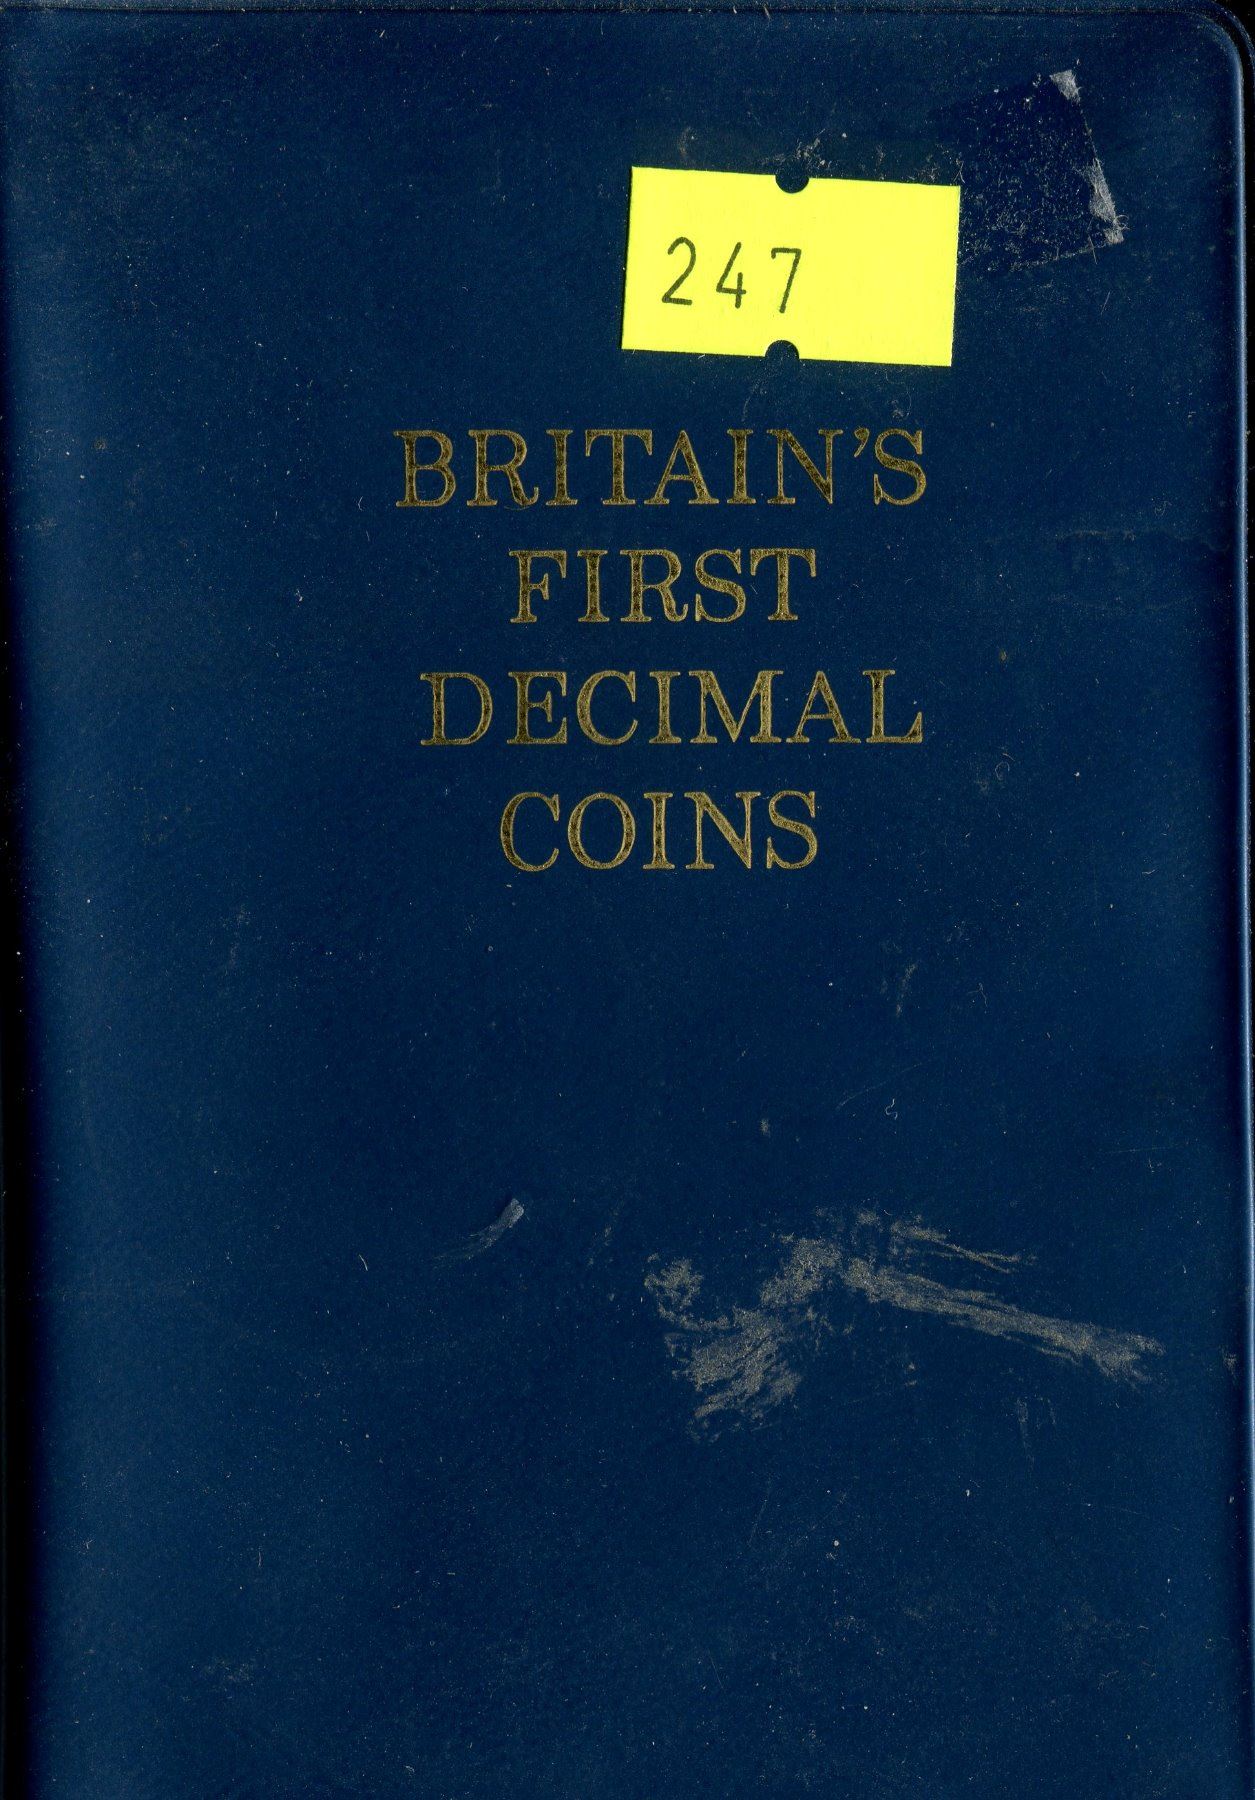 247
BRITAIN'S
FIRST
DECIMAL
COINS